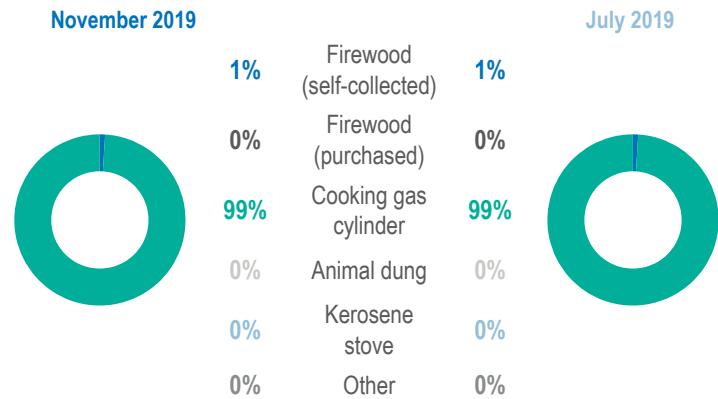 November 2019
July 2019
1%
Firewood
(self-collected)
1%
0%
Firewood
(purchased)
0%
99%
Cooking gas
cylinder
99%
0%
Animal dung
0%
0%
Kerosene
stove
0%
0%
Other
0%